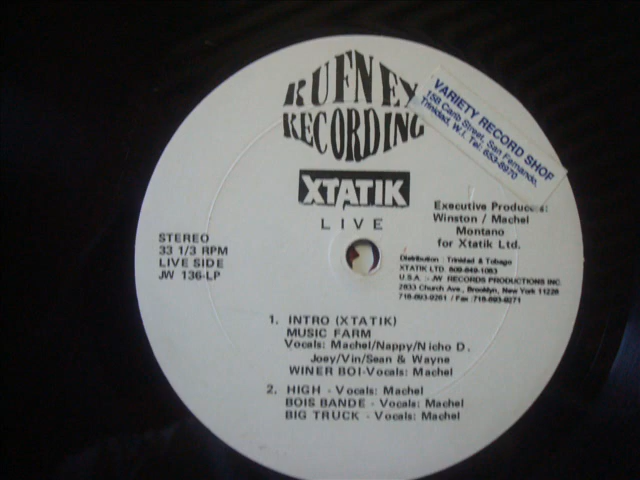 RUFNEX
RECORDING
VARIETY RECORD SHOP
158 Carib Street, San Fernando,
Trinidad, W.I. Tel: 653-8970
XTATIK
LIVE
Executive Producers:
Winston / Machel
Montano
for Xtatik Ltd.
STEREO
33 1/3 RPM
LIVE SIDE
JW 136-LP
Distribution : Trinidad & Tobago
XTATIK LTD. 809-649-1083
U.S.A. - JW RECORDS PRODUCTIONS INC.
2833 Church Ave., Brooklyn, New York 11226
718-693-9261 / Fax :718-693-9271
1. INTRO (XTATIK)
MUSIC FARM
Vocals: Machel/Nappy/Nicho D.
Joey/Vin/Sean & Wayne
WINER BOI-Vocals: Machel
2. HIGH - Vocals: Machel
BOIS BANDE - Vocals: Machel
BIG TRUCK - Vocals: Machel